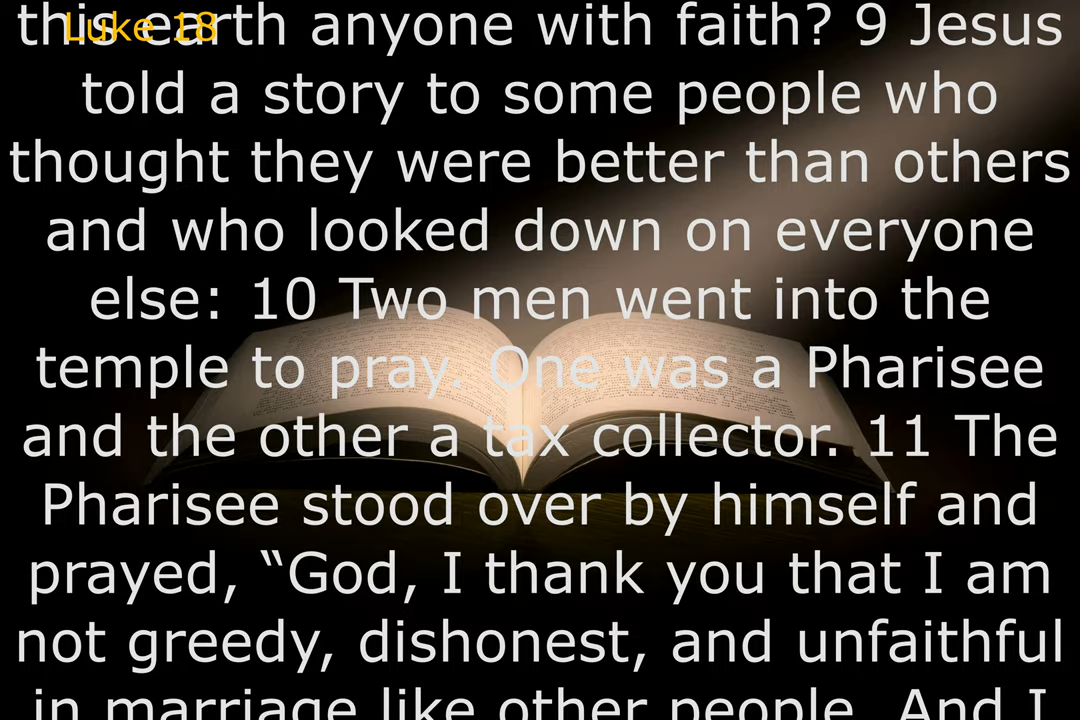 Luke 18
this earth anyone with faith? 9 Jesus
told a story to some people who
thought they were better than others
and who looked down on everyone
else: 10 Two men went into the
temple to pray. One was a Pharisee
and the other a tax collector. 11 The
Pharisee stood over by himself and
prayed, “God, I thank you that I am
not greedy, dishonest, and unfaithful
in marriage like other people. And I